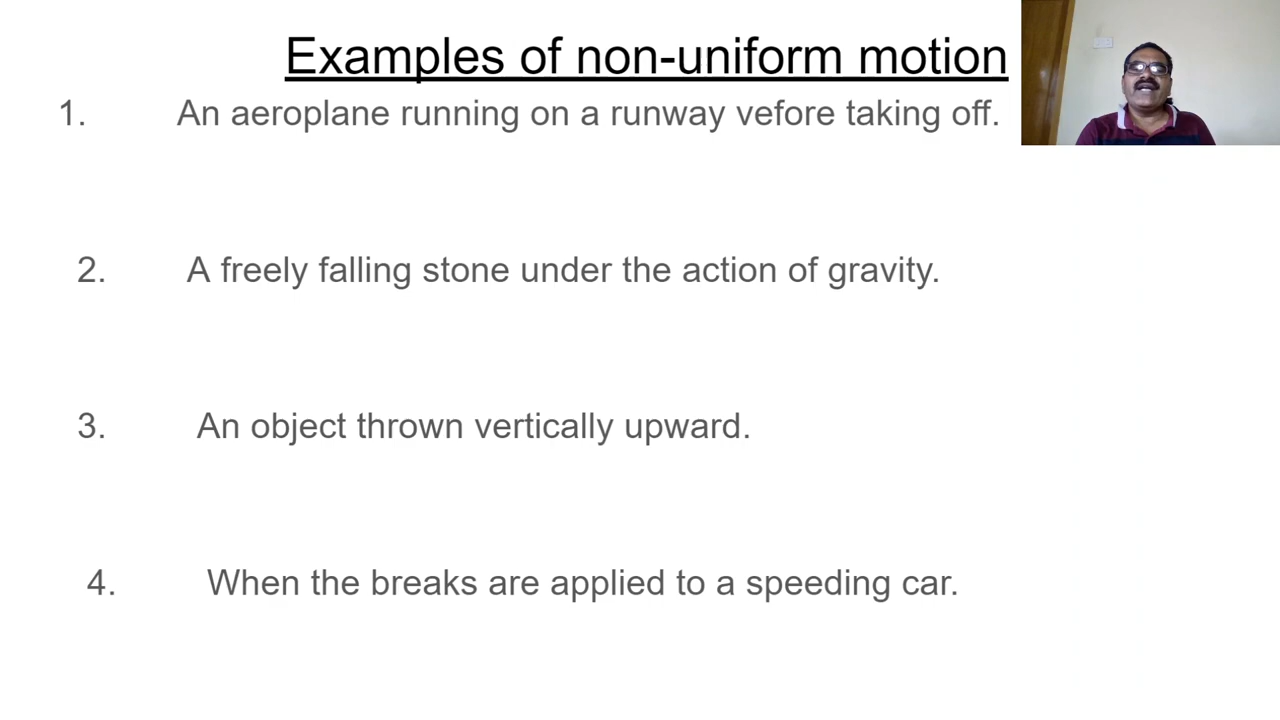 Examples of non-uniform motion
1. An aeroplane running on a runway vefore taking off.
2. A freely falling stone under the action of gravity.
3. An object thrown vertically upward.
4. When the breaks are applied to a speeding car.